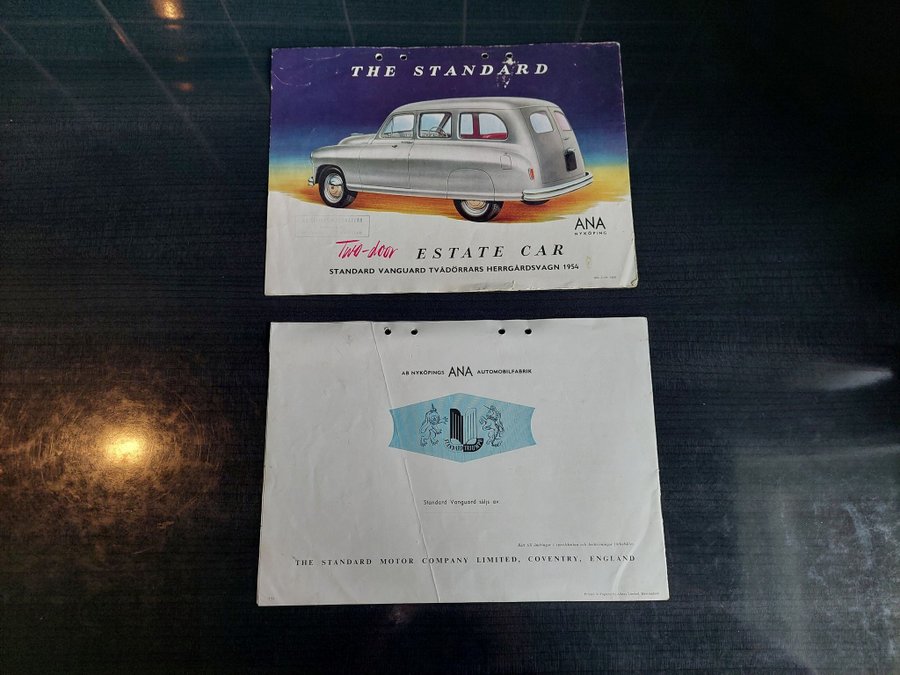 THE STANDARD
ANA
NYKÖPING
Two-door ESTATE CAR
STANDARD VANGUARD TVÅDÖRRARS HERRGÅRDSVAGN 1954
AB NYKÖPINGS ANA AUTOMOBILFABRIK
Standard Vanguard säljs av:
THE STANDARD MOTOR COMPANY LIMITED, COVENTRY, ENGLAND